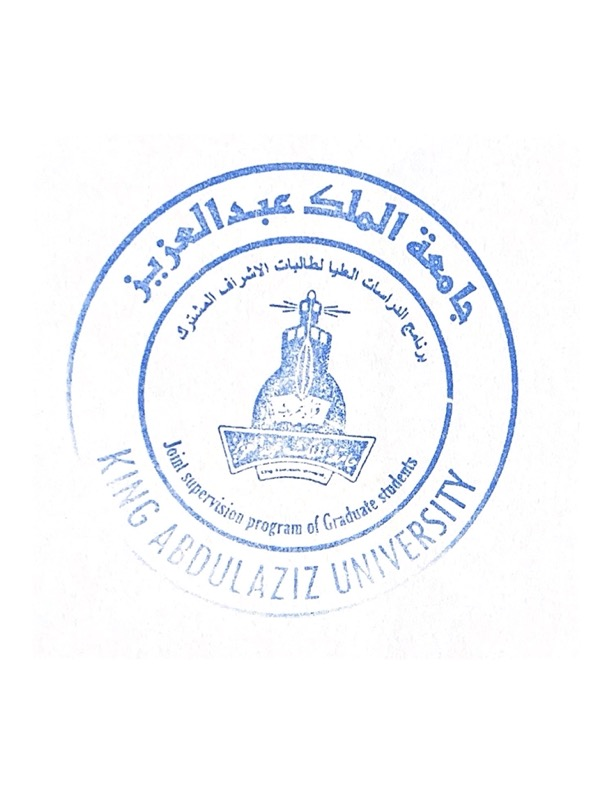 جامعة الملك عبدالعزيز
برنامج الدراسات العليا لطالبات الاشراف المشترك
Joint supervision program of Graduate students
KING ABDULAZIZ UNIVERSITY